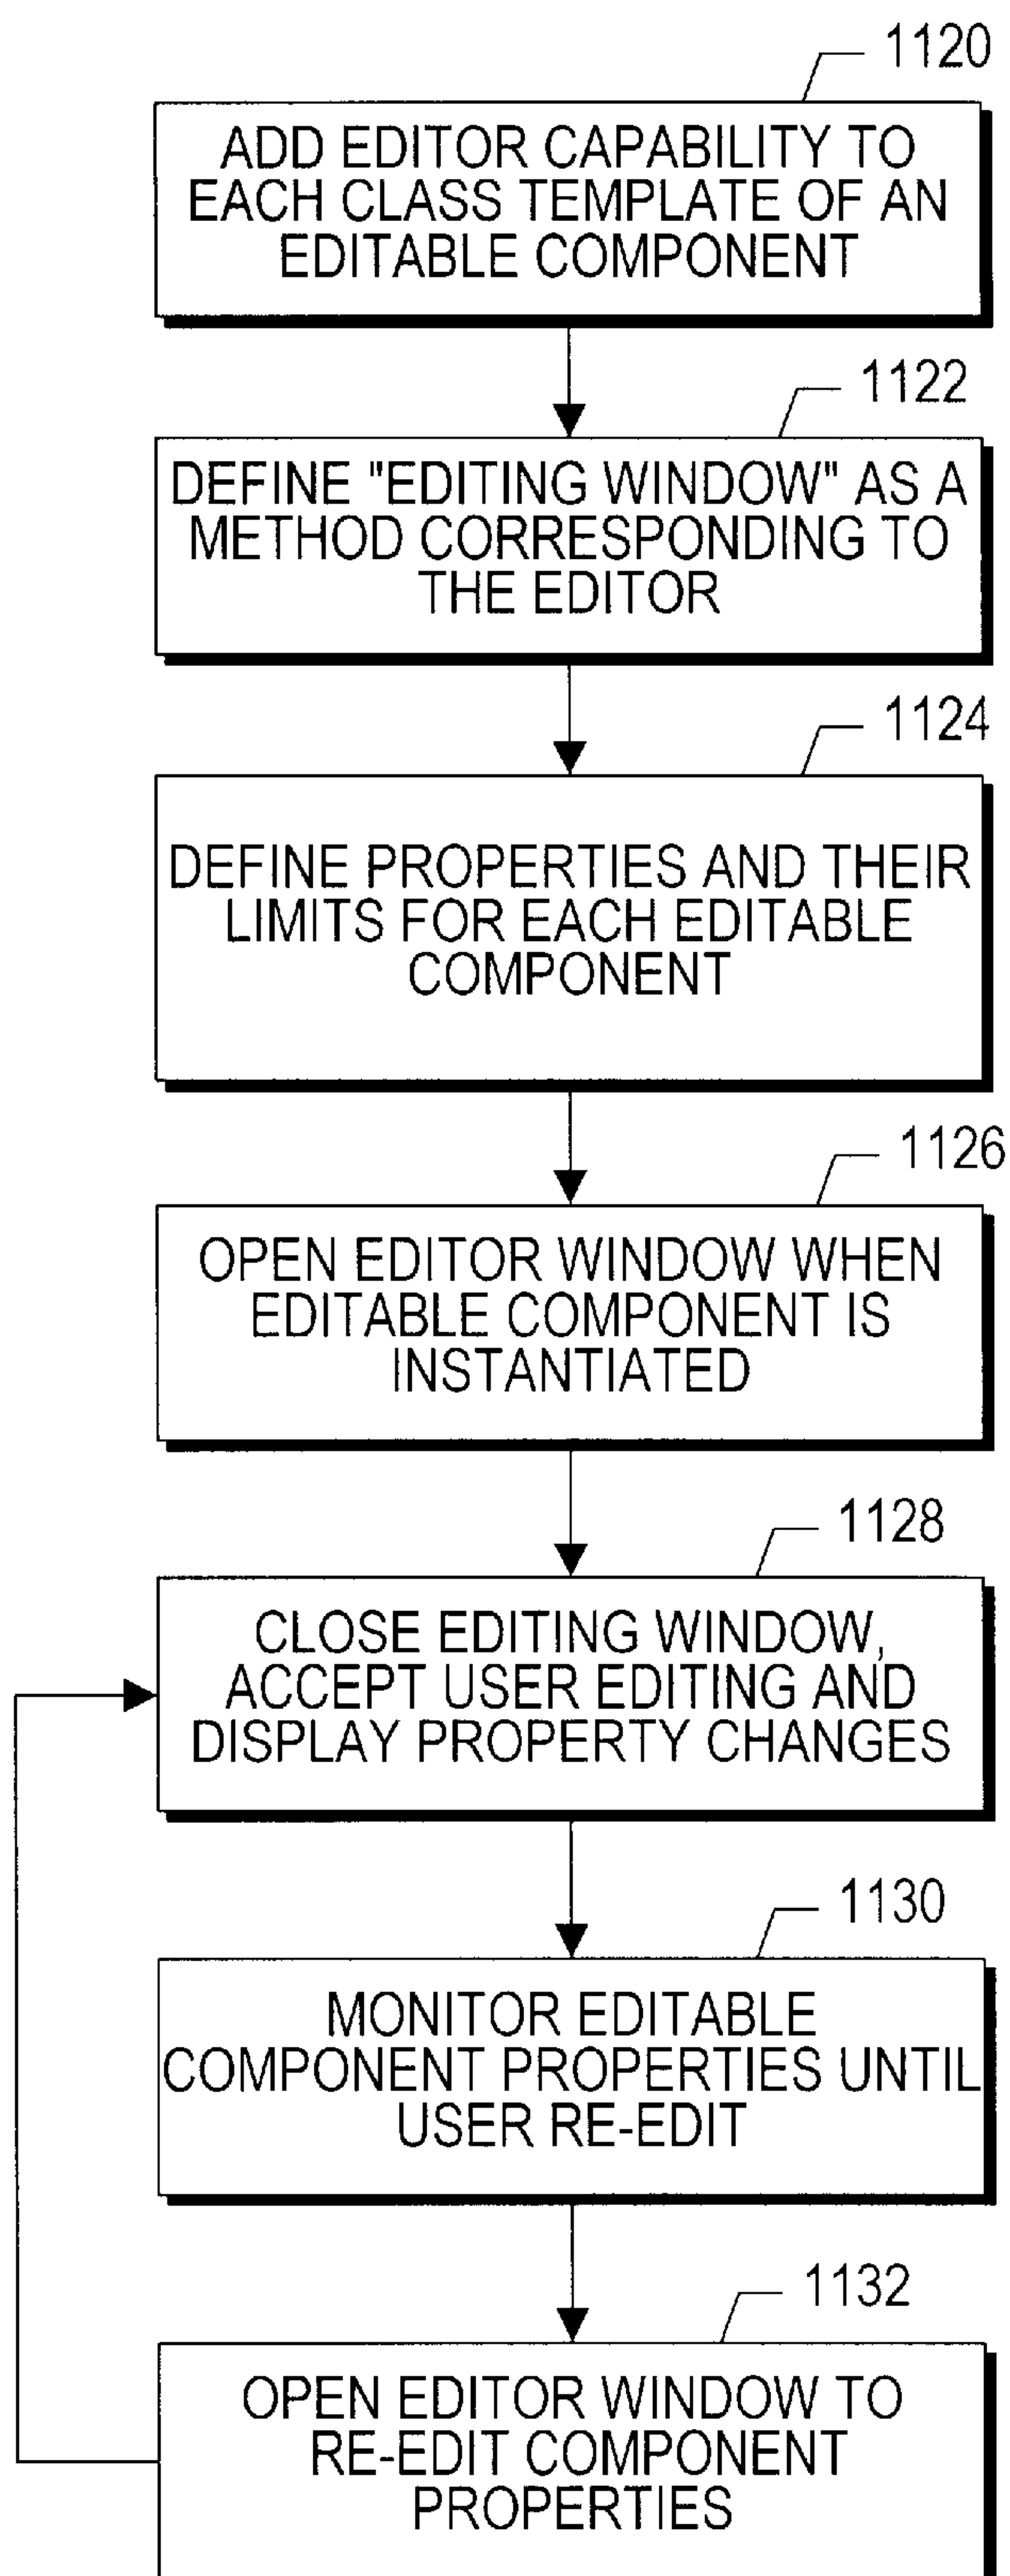 1120
ADD EDITOR CAPABILITY TO
EACH CLASS TEMPLATE OF AN
EDITABLE COMPONENT
1122
DEFINE "EDITING WINDOW" AS A
METHOD CORRESPONDING TO
THE EDITOR
1124
DEFINE PROPERTIES AND THEIR
LIMITS FOR EACH EDITABLE
COMPONENT
1126
OPEN EDITOR WINDOW WHEN
EDITABLE COMPONENT IS
INSTANTIATED
1128
CLOSE EDITING WINDOW,
ACCEPT USER EDITING AND
DISPLAY PROPERTY CHANGES
1130
MONITOR EDITABLE
COMPONENT PROPERTIES UNTIL
USER RE-EDIT
1132
OPEN EDITOR WINDOW TO
RE-EDIT COMPONENT
PROPERTIES